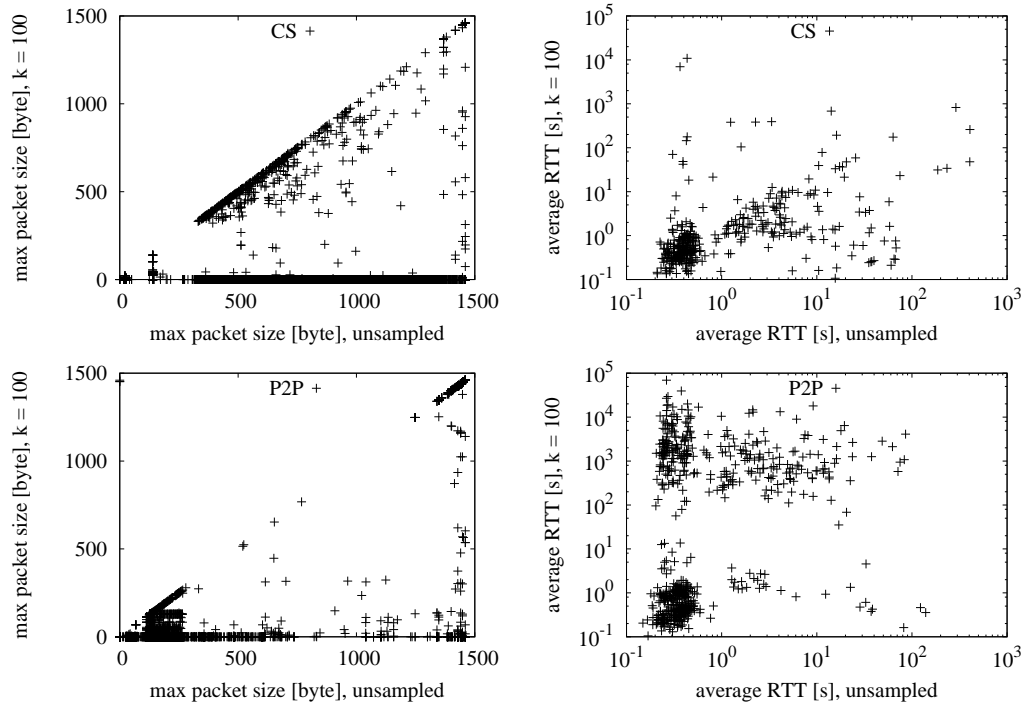 max packet size [byte], k = 100
1500
1000
500
0
CS +
0 500 1000 1500
max packet size [byte], unsampled
average RTT [s], k = 100
10^5
10^4
10^3
10^2
10^1
10^0
10^-1
CS +
10^-1 10^0 10^1 10^2 10^3
average RTT [s], unsampled
max packet size [byte], k = 100
1500
1000
500
0
P2P +
0 500 1000 1500
max packet size [byte], unsampled
average RTT [s], k = 100
10^5
10^4
10^3
10^2
10^1
10^0
10^-1
P2P +
10^-1 10^0 10^1 10^2 10^3
average RTT [s], unsampled